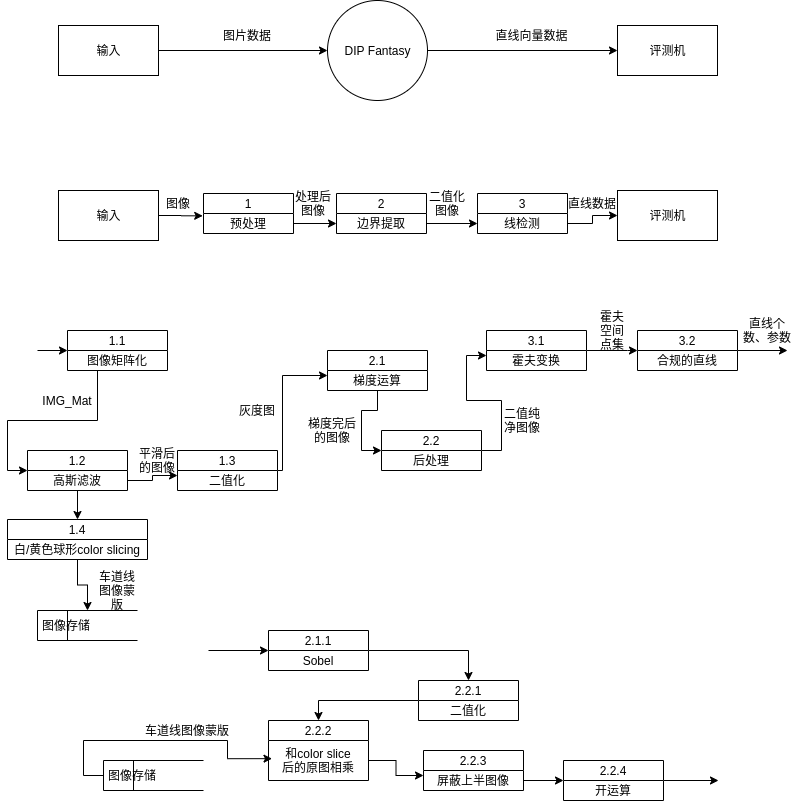 输入
图片数据
DIP Fantasy
直线向量数据
评测机
输入
图像
1
预处理
处理后
图像
2
边界提取
二值化
图像
3
线检测
直线数据
评测机
1.1
图像矩阵化
IMG_Mat
1.2
高斯滤波
平滑后
的图像
1.3
二值化
灰度图
2.1
梯度运算
梯度完后
的图像
2.2
后处理
二值纯
净图像
3.1
霍夫变换
霍夫
空间
点集
3.2
合规的直线
直线个
数、参数
1.4
白/黄色球形color slicing
车道线
图像蒙
版
图像存储
2.1.1
Sobel
2.2.1
二值化
车道线图像蒙版
图像存储
2.2.2
和color slice
后的原图相乘
2.2.3
屏蔽上半图像
2.2.4
开运算